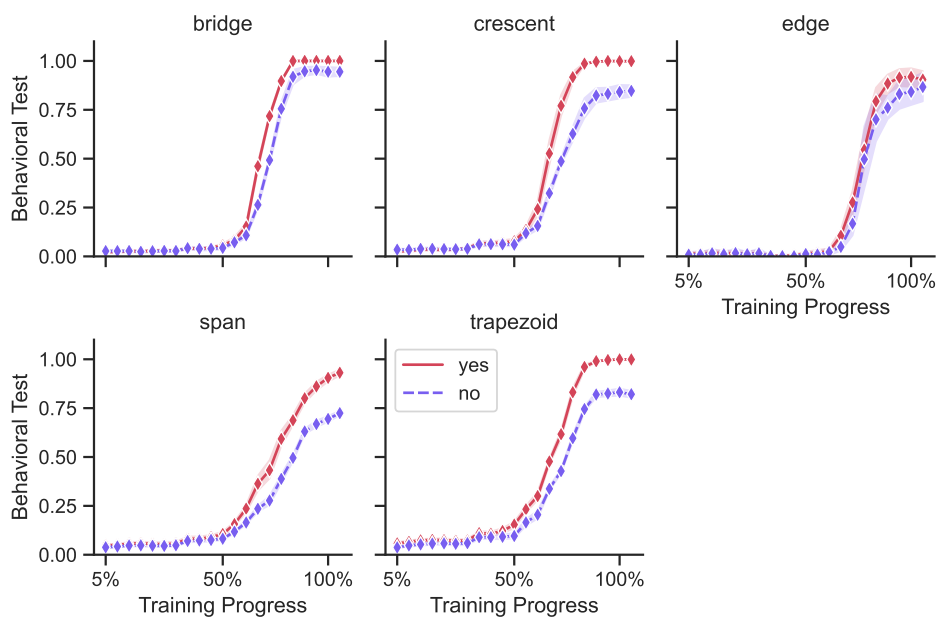 bridge
crescent
edge
Behavioral Test
1.00
0.75
0.50
0.25
0.00
5%
50%
100%
Training Progress
span
trapezoid
Behavioral Test
1.00
0.75
0.50
0.25
0.00
yes
no
5%
50%
100%
5%
50%
100%
Training Progress
Training Progress